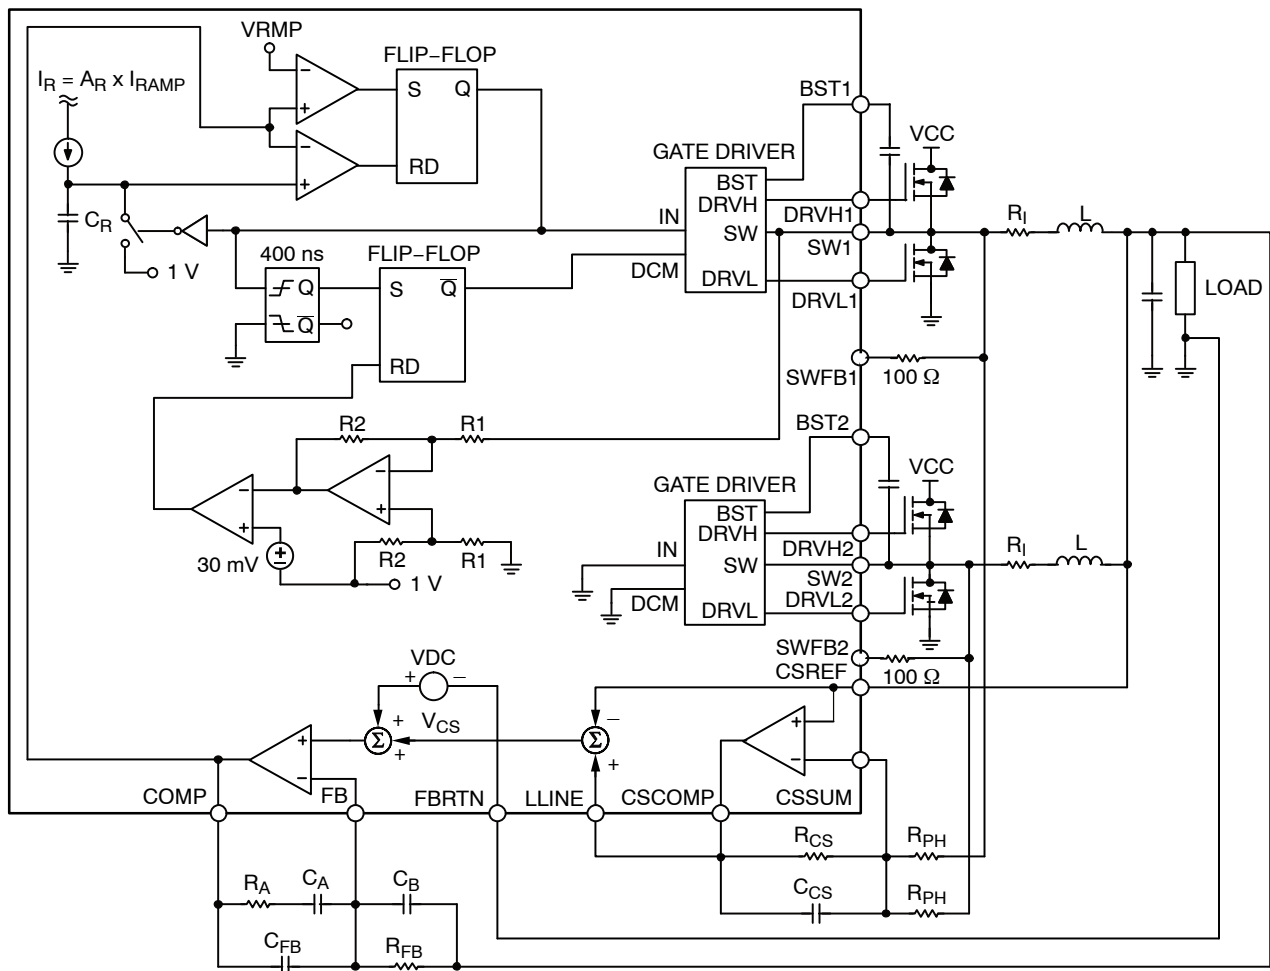 VRMP
FLIP–FLOP
I_R = A_R x I_RAMP
−
S
Q
+
−
RD
+
BST1
VCC
GATE DRIVER
BST
DRVH
DRVH1
IN
SW
SW1
R_I
L
C_R
1 V
400 ns
FLIP–FLOP
Q
S
Q̅
DCM
DRVL
DRVL1
LOAD
Q̅
RD
SWFB1
100 Ω
R2
R1
BST2
VCC
−
−
GATE DRIVER
BST
+
+
DRVH
DRVH2
30 mV
R2
R1
IN
SW
SW2
R_I
L
1 V
DCM
DRVL
DRVL2
SWFB2
VDC
CSREF
100 Ω
+
−
+
V_CS
−
+
+
Σ
Σ
+
+
−
−
COMP
FB
FBRTN
LLINE
CSCOMP
CSSUM
R_CS
R_PH
R_A
C_A
C_B
C_CS
R_PH
C_FB
R_FB